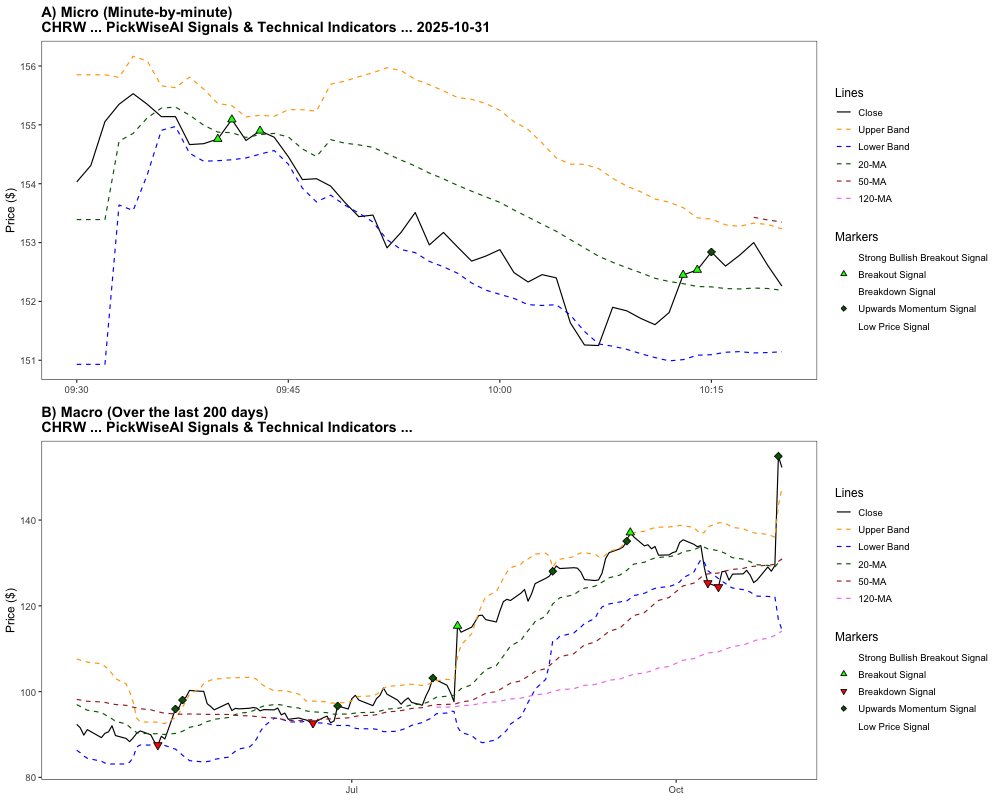 A) Micro (Minute-by-minute)
CHRW ... PickWiseAI Signals & Technical Indicators ... 2025-10-31
Price ($)
156
155
154
153
152
151
09:30
09:45
10:00
10:15
Lines
Close
Upper Band
Lower Band
20-MA
50-MA
120-MA
Markers
Strong Bullish Breakout Signal
Breakout Signal
Breakdown Signal
Upwards Momentum Signal
Low Price Signal
B) Macro (Over the last 200 days)
CHRW ... PickWiseAI Signals & Technical Indicators ...
Price ($)
140
120
100
80
Jul
Oct
Lines
Close
Upper Band
Lower Band
20-MA
50-MA
120-MA
Markers
Strong Bullish Breakout Signal
Breakout Signal
Breakdown Signal
Upwards Momentum Signal
Low Price Signal